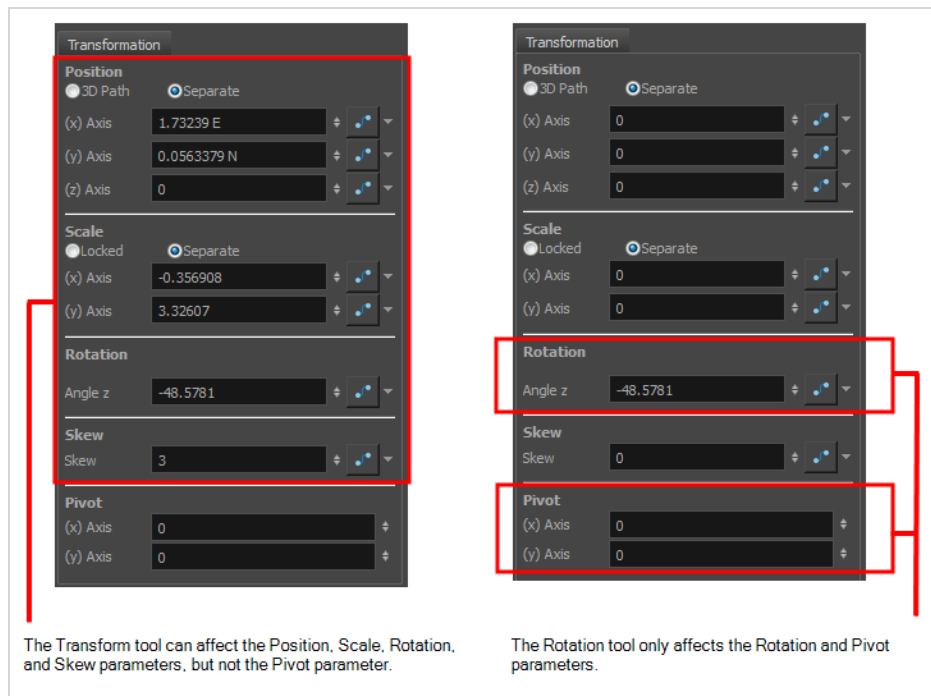 Transformation
Position
3D Path Separate
(x) Axis 1.73239 E
(y) Axis 0.0563379 N
(z) Axis 0
Scale
Locked Separate
(x) Axis -0.356908
(y) Axis 3.32607
Rotation
Angle z -48.5781
Skew
Skew 3
Pivot
(x) Axis 0
(y) Axis 0
The Transform tool can affect the Position, Scale, Rotation,
and Skew parameters, but not the Pivot parameter.
Transformation
Position
3D Path Separate
(x) Axis 0
(y) Axis 0
(z) Axis 0
Scale
Locked Separate
(x) Axis 0
(y) Axis 0
Rotation
Angle z -48.5781
Skew
Skew 0
Pivot
(x) Axis 0
(y) Axis 0
The Rotation tool only affects the Rotation and Pivot
parameters.